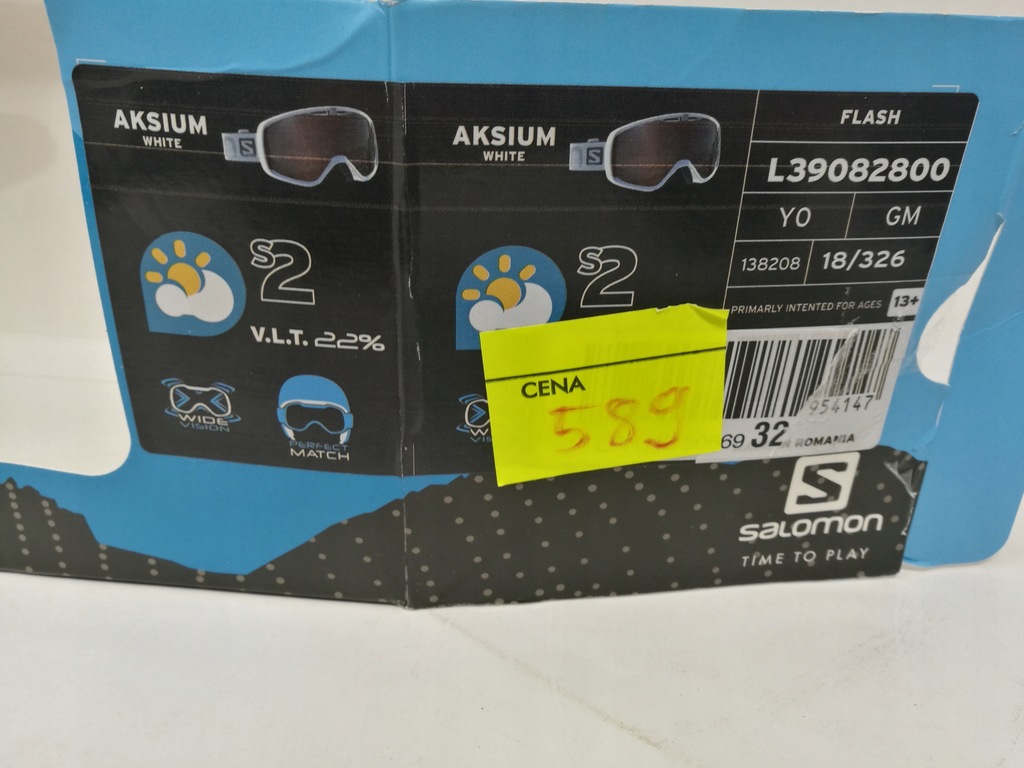 AKSIUM
WHITE
S2
V.L.T. 22%
WIDE
VISION
PERFECT
MATCH
AKSIUM
WHITE
S2
CENA
589
FLASH
L39082800
YO GM
138208 18/326
PRIMARLY INTENTED FOR AGES 13+
954147
69 32 ROMANIA
S
SALOMON
TIME TO PLAY